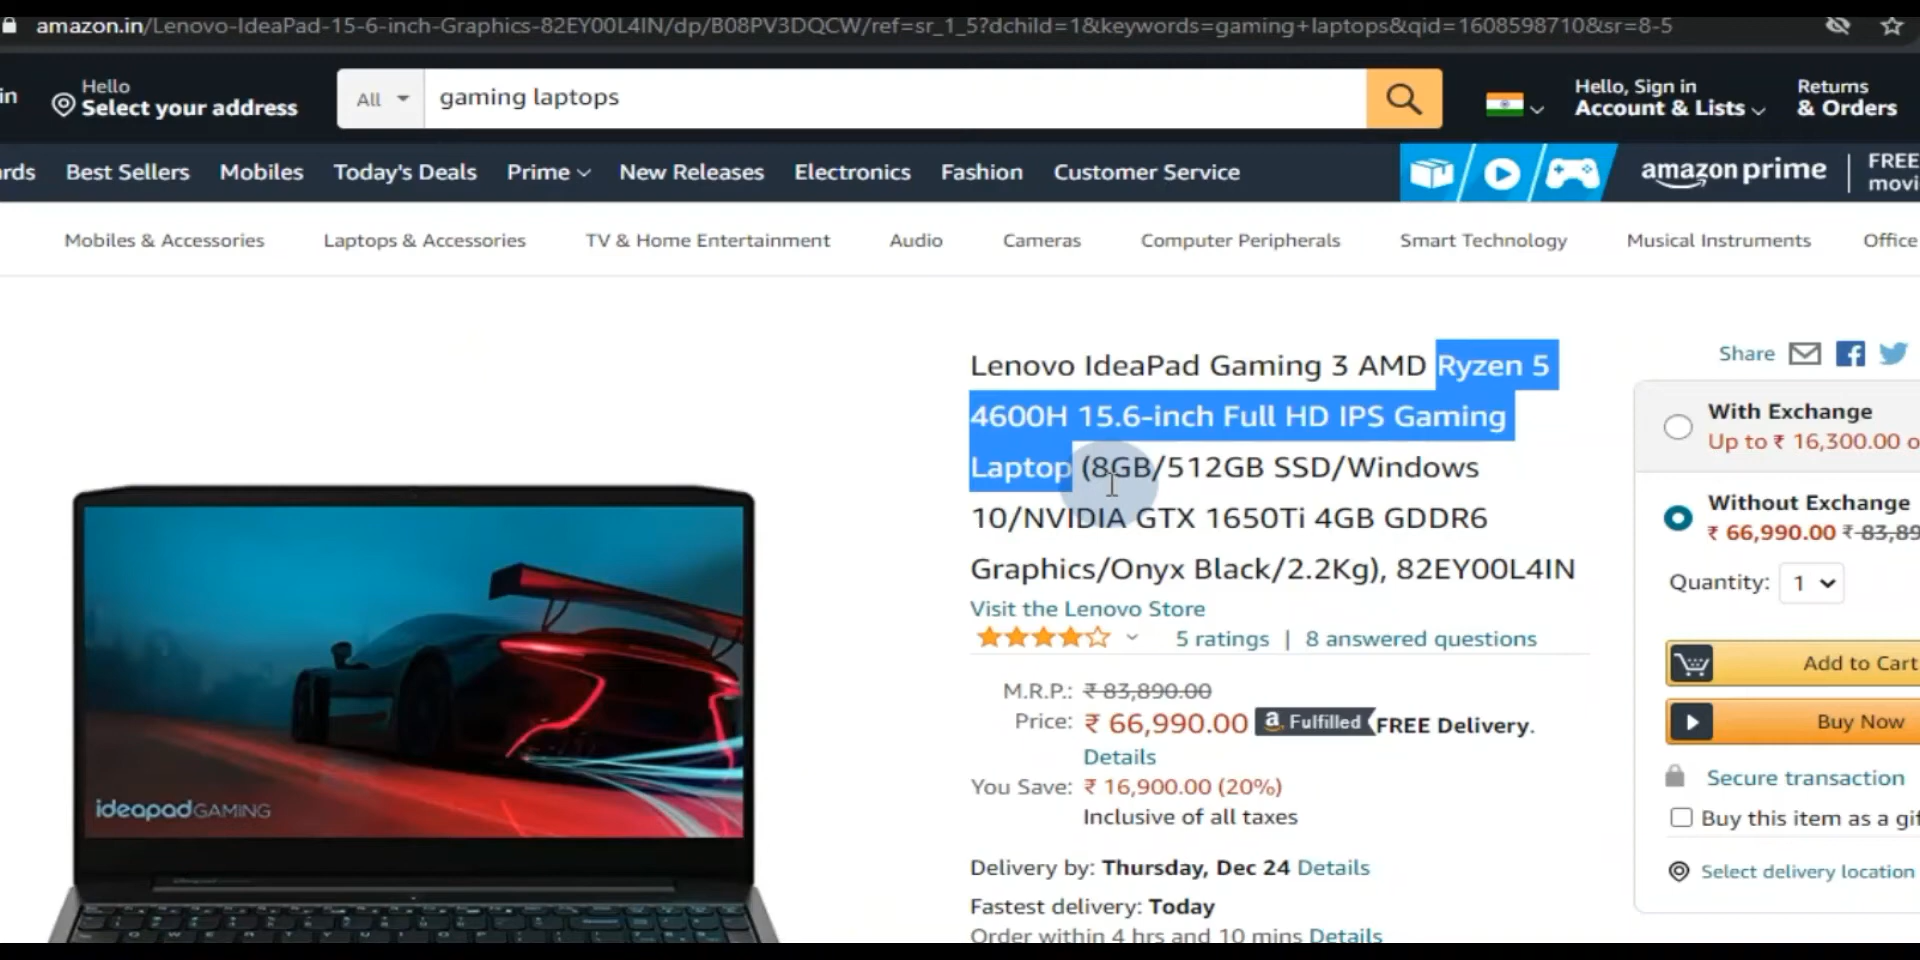 amazon.in/Lenovo-IdeaPad-15-6-inch-Graphics-82EY00L4IN/dp/B08PV3DQCW/ref=sr_1_5?dchild=1&keywords=gaming+laptops&qid=1608598710&sr=8-5
in
Hello
Select your address
All
gaming laptops
Hello, Sign in
Account & Lists
Returns
& Orders
rds Best Sellers Mobiles Today's Deals Prime New Releases Electronics Fashion Customer Service
amazon prime
FREE
movi
Mobiles & Accessories Laptops & Accessories TV & Home Entertainment Audio Cameras Computer Peripherals Smart Technology Musical Instruments Office
Lenovo IdeaPad Gaming 3 AMD Ryzen 5
4600H 15.6-inch Full HD IPS Gaming
Laptop (8GB/512GB SSD/Windows
10/NVIDIA GTX 1650Ti 4GB GDDR6
Graphics/Onyx Black/2.2Kg), 82EY00L4IN
Visit the Lenovo Store
5 ratings | 8 answered questions
M.R.P.: ₹ 83,890.00
Price: ₹ 66,990.00 a Fulfilled FREE Delivery.
Details
You Save: ₹ 16,900.00 (20%)
Inclusive of all taxes
Delivery by: Thursday, Dec 24 Details
Fastest delivery: Today
Order within 4 hrs and 10 mins Details
ideapadGAMING
Share
With Exchange
Up to ₹ 16,300.00 o
Without Exchange
₹ 66,990.00 ₹ 83,89
Quantity: 1
Add to Cart
Buy Now
Secure transaction
Buy this item as a gif
Select delivery location